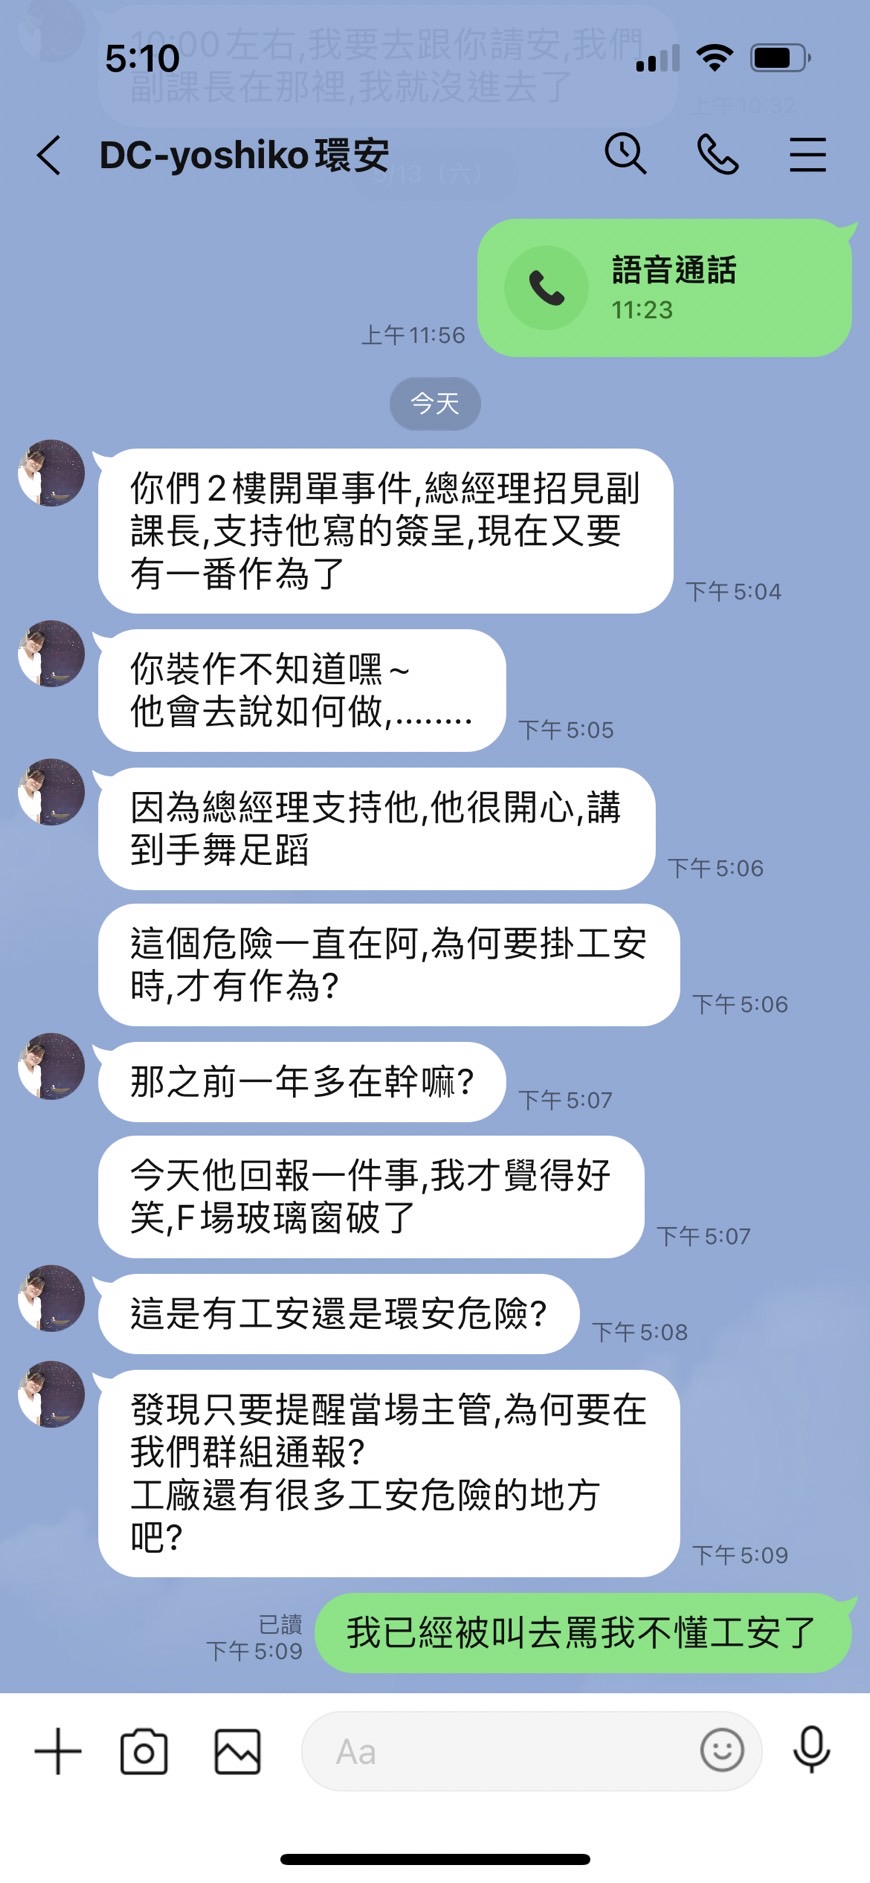 10:00左右,我要去跟你請安,我們
5:10
副課長在那裡,我就沒進去了
上午10:32
DC-yoshiko環安
/13（六）
語音通話
11:23
上午11:56
今天
你們2樓開單事件,總經理招見副
課長,支持他寫的簽呈,現在又要
有一番作為了
下午5:04
你裝作不知道嘿~
他會去說如何做,........
下午5:05
因為總經理支持他,他很開心,講
到手舞足蹈
下午5:06
這個危險一直在阿,為何要掛工安
時,才有作為?
下午5:06
那之前一年多在幹嘛?
下午5:07
今天他回報一件事,我才覺得好
笑,F場玻璃窗破了
下午5:07
這是有工安還是環安危險?
下午5:08
發現只要提醒當場主管,為何要在
我們群組通報?
工廠還有很多工安危險的地方
吧?
下午5:09
已讀
下午5:09
我已經被叫去罵我不懂工安了
Aa